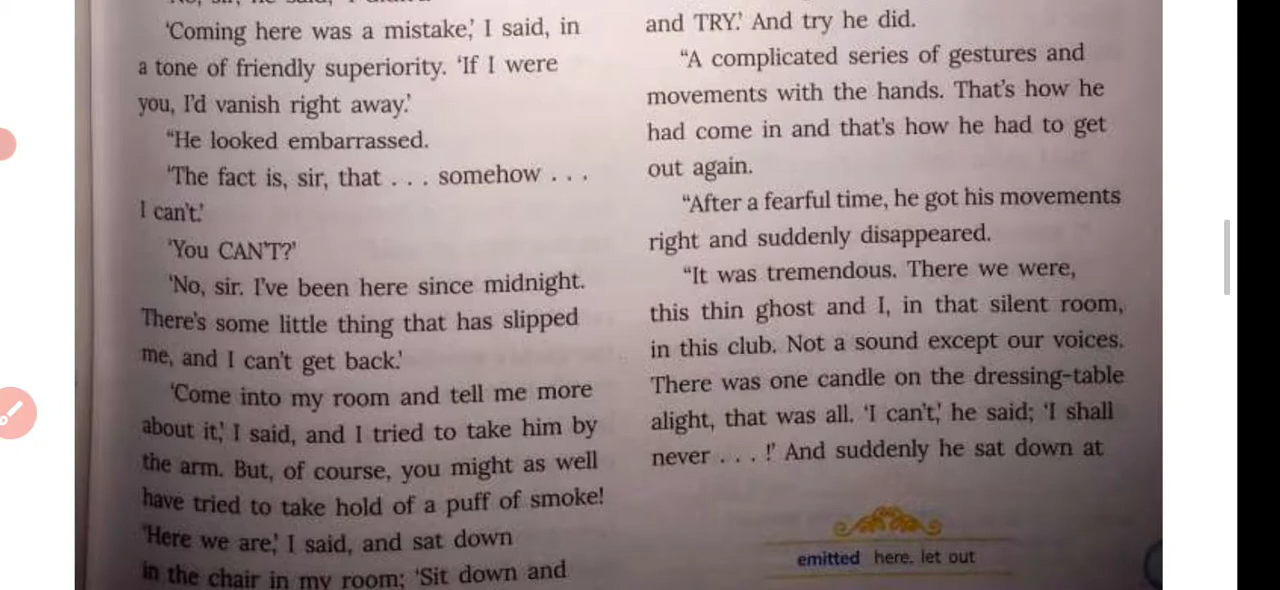 'Coming here was a mistake,' I said, in
a tone of friendly superiority. 'If I were
you, I'd vanish right away.'
"He looked embarrassed.
'The fact is, sir, that . . . somehow . . .
I can't.'
'You CAN'T?'
'No, sir. I've been here since midnight.
There's some little thing that has slipped
me, and I can't get back.'
'Come into my room and tell me more
about it,' I said, and I tried to take him by
the arm. But, of course, you might as well
have tried to take hold of a puff of smoke!
'Here we are,' I said, and sat down
in the chair in my room; 'Sit down and
and TRY.' And try he did.
"A complicated series of gestures and
movements with the hands. That's how he
had come in and that's how he had to get
out again.
"After a fearful time, he got his movements
right and suddenly disappeared.
"It was tremendous. There we were,
this thin ghost and I, in that silent room,
in this club. Not a sound except our voices.
There was one candle on the dressing-table
alight, that was all. 'I can't,' he said; 'I shall
never . . . !' And suddenly he sat down at
emitted here, let out